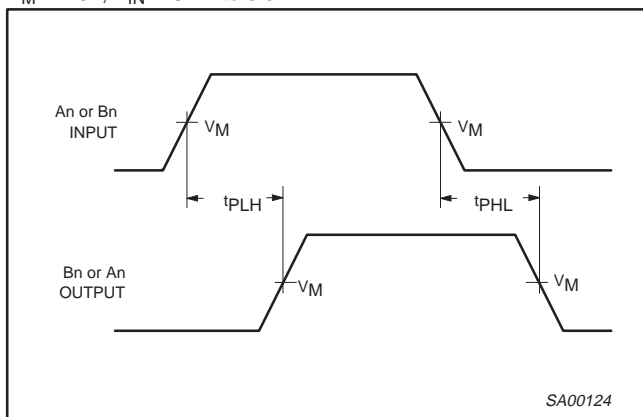 An or Bn
INPUT
VM
VM
tPLH
tPHL
Bn or An
OUTPUT
VM
VM
SA00124